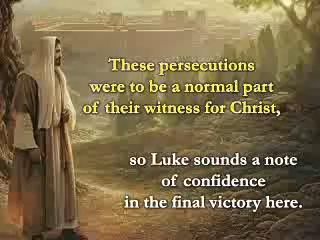 These persecutions
were to be a normal part
of their witness for Christ,
so Luke sounds a note
of confidence
in the final victory here.